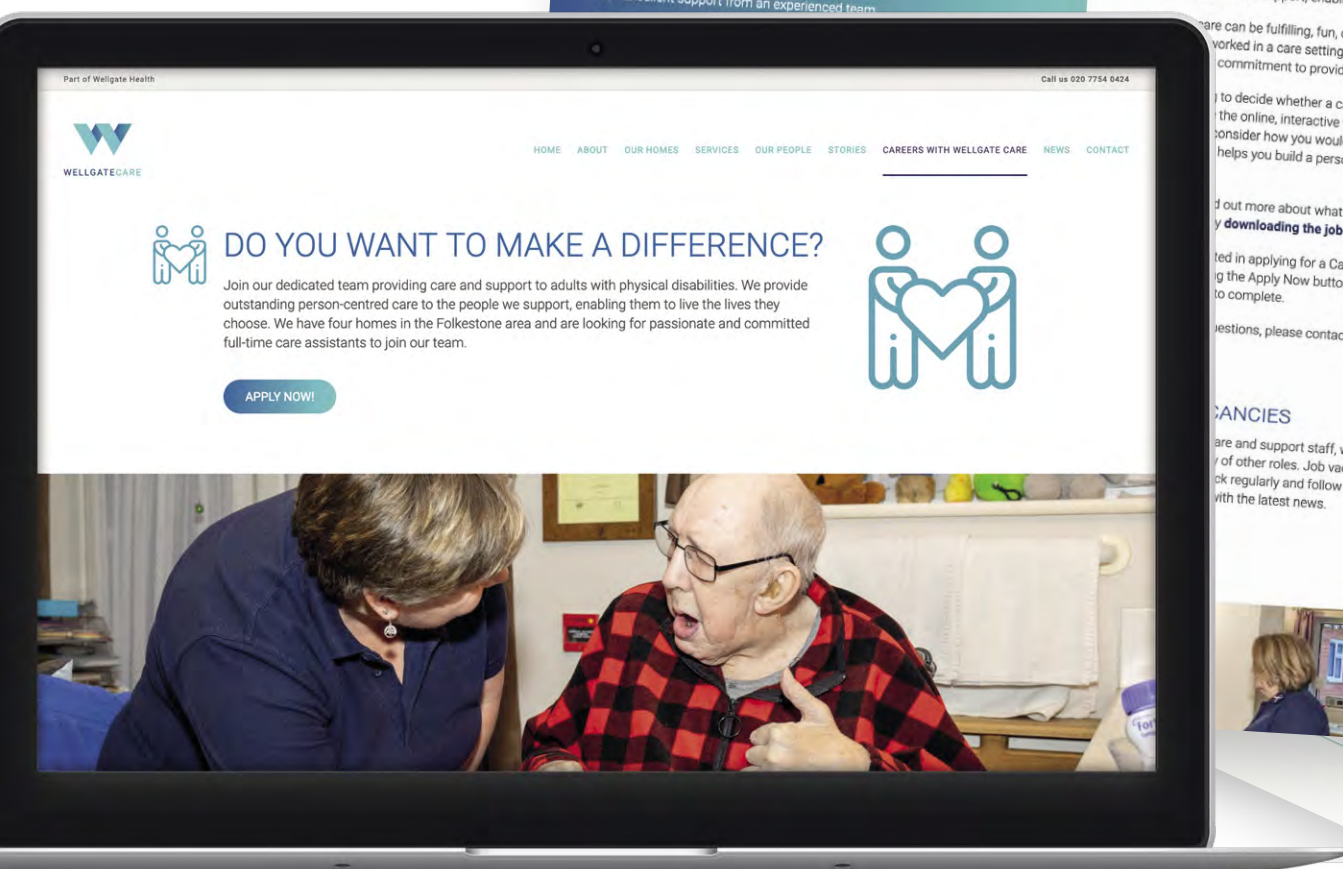 excellent support from an experienced team
Part of Wellgate Health
Call us 020 7754 0424
WELLGATECARE
HOME ABOUT OUR HOMES SERVICES OUR PEOPLE STORIES CAREERS WITH WELLGATE CARE NEWS CONTACT
DO YOU WANT TO MAKE A DIFFERENCE?
Join our dedicated team providing care and support to adults with physical disabilities. We provide
outstanding person-centred care to the people we support, enabling them to live the lives they
choose. We have four homes in the Folkestone area and are looking for passionate and committed
full-time care assistants to join our team.
APPLY NOW!
care can be fulfilling, fun,
worked in a care setting
commitment to provid
to decide whether a c
the online, interactive
consider how you woul
helps you build a pers
out more about what
downloading the job
ted in applying for a Ca
the Apply Now butto
to complete.
uestions, please contac
CANCIES
are and support staff,
of other roles. Job va
ck regularly and follow
with the latest news.